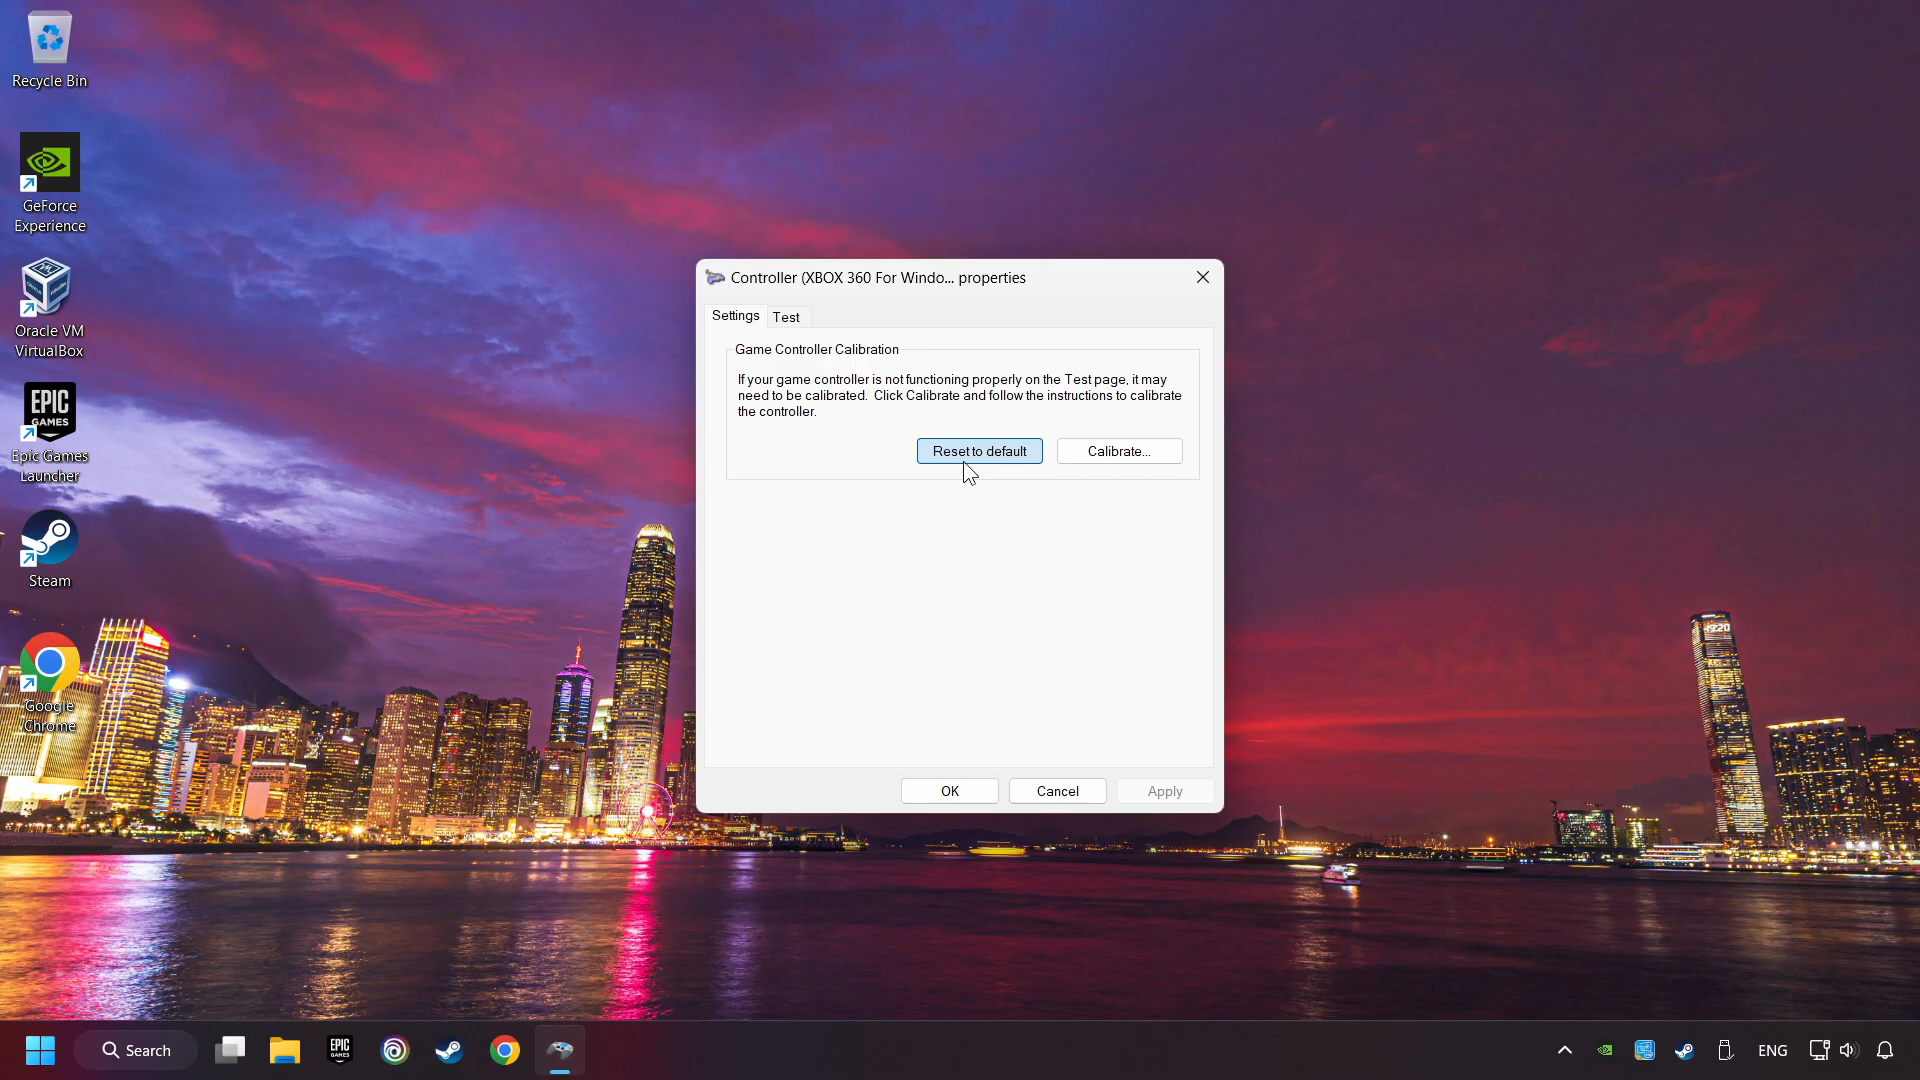 Recycle Bin
GeForce
Experience
Oracle VM
VirtualBox
EPIC
GAMES
Epic Games
Launcher
Steam
Google
Chrome
Controller (XBOX 360 For Windo... properties
Settings
Test
Game Controller Calibration
If your game controller is not functioning properly on the Test page, it may
need to be calibrated. Click Calibrate and follow the instructions to calibrate
the controller.
Reset to default
Calibrate...
OK
Cancel
Apply
Search
EPIC
GAMES
ENG